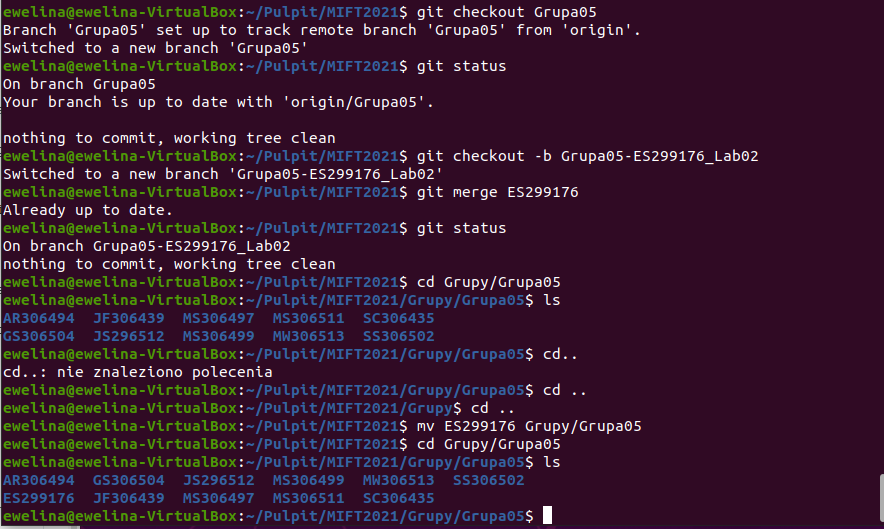 ewelina@ewelina-VirtualBox:~/Pulpit/MIFT2021$ git checkout Grupa05
Branch 'Grupa05' set up to track remote branch 'Grupa05' from 'origin'.
Switched to a new branch 'Grupa05'
ewelina@ewelina-VirtualBox:~/Pulpit/MIFT2021$ git status
On branch Grupa05
Your branch is up to date with 'origin/Grupa05'.
nothing to commit, working tree clean
ewelina@ewelina-VirtualBox:~/Pulpit/MIFT2021$ git checkout -b Grupa05-ES299176_Lab02
Switched to a new branch 'Grupa05-ES299176_Lab02'
ewelina@ewelina-VirtualBox:~/Pulpit/MIFT2021$ git merge ES299176
Already up to date.
ewelina@ewelina-VirtualBox:~/Pulpit/MIFT2021$ git status
On branch Grupa05-ES299176_Lab02
nothing to commit, working tree clean
ewelina@ewelina-VirtualBox:~/Pulpit/MIFT2021$ cd Grupy/Grupa05
ewelina@ewelina-VirtualBox:~/Pulpit/MIFT2021/Grupy/Grupa05$ ls
AR306494 JF306439 MS306497 MS306511 SC306435
GS306504 JS296512 MS306499 MW306513 SS306502
ewelina@ewelina-VirtualBox:~/Pulpit/MIFT2021/Grupy/Grupa05$ cd..
cd..: nie znaleziono polecenia
ewelina@ewelina-VirtualBox:~/Pulpit/MIFT2021/Grupy/Grupa05$ cd ..
ewelina@ewelina-VirtualBox:~/Pulpit/MIFT2021/Grupy$ cd ..
ewelina@ewelina-VirtualBox:~/Pulpit/MIFT2021$ mv ES299176 Grupy/Grupa05
ewelina@ewelina-VirtualBox:~/Pulpit/MIFT2021$ cd Grupy/Grupa05
ewelina@ewelina-VirtualBox:~/Pulpit/MIFT2021/Grupy/Grupa05$ ls
AR306494 GS306504 JS296512 MS306499 MW306513 SS306502
ES299176 JF306439 MS306497 MS306511 SC306435
ewelina@ewelina-VirtualBox:~/Pulpit/MIFT2021/Grupy/Grupa05$